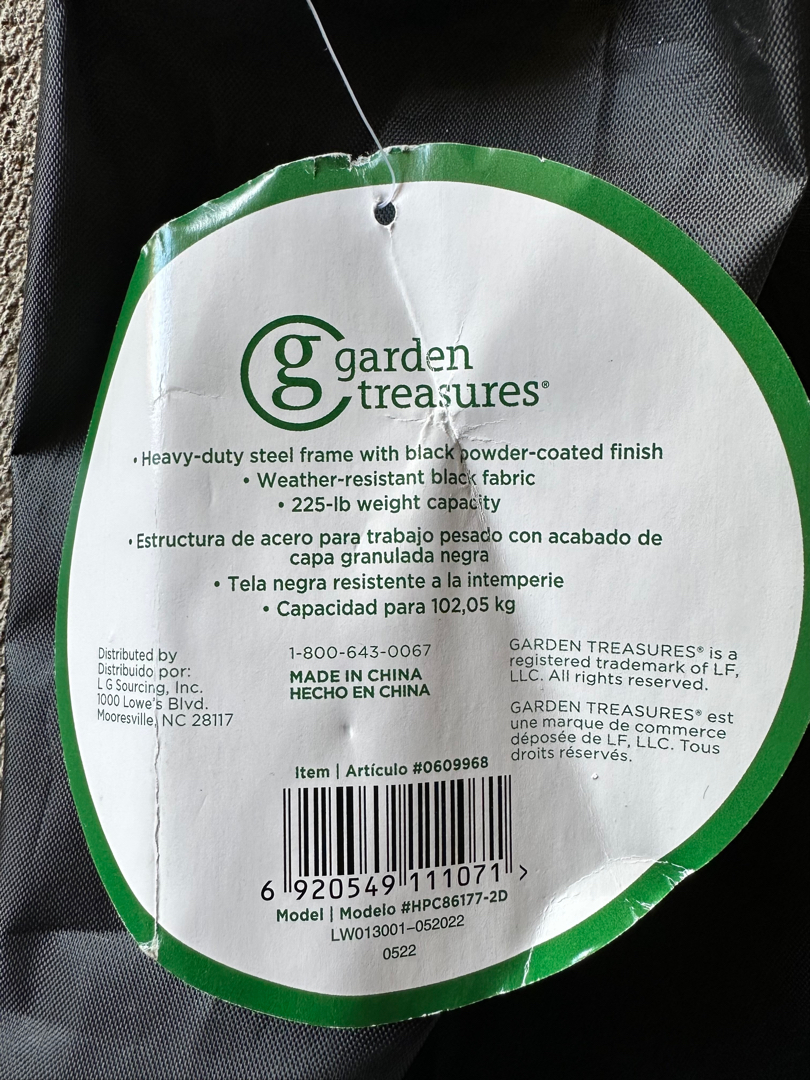 g garden
treasures®
• Heavy-duty steel frame with black powder-coated finish
• Weather-resistant black fabric
• 225-lb weight capacity
• Estructura de acero para trabajo pesado con acabado de
capa granulada negra
• Tela negra resistente a la intemperie
• Capacidad para 102,05 kg
Distributed by
Distribuido por:
L G Sourcing, Inc.
1000 Lowe's Blvd.
Mooresville, NC 28117
1-800-643-0067
MADE IN CHINA
HECHO EN CHINA
GARDEN TREASURES® is a
registered trademark of LF,
LLC. All rights reserved.
GARDEN TREASURES® est
une marque de commerce
déposée de LF, LLC. Tous
droits réservés.
Item | Artículo #0609968
6 920549 111071 >
Model | Modelo #HPC86177-2D
LW013001-052022
0522